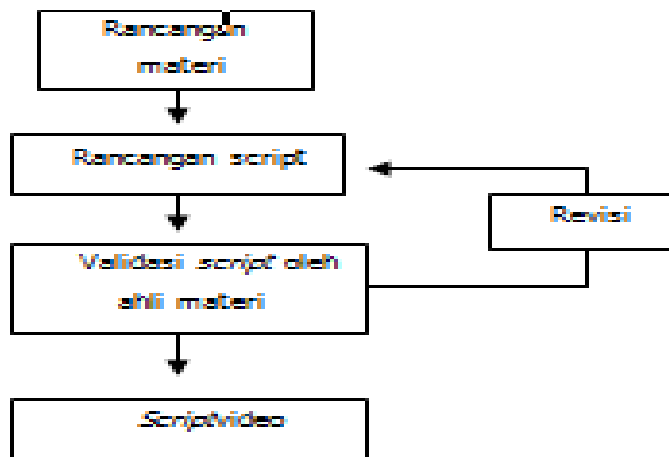 Rancangan
materi
Rancangan script
Revisi
Validasi script oleh
ahli materi
Scriptvideo